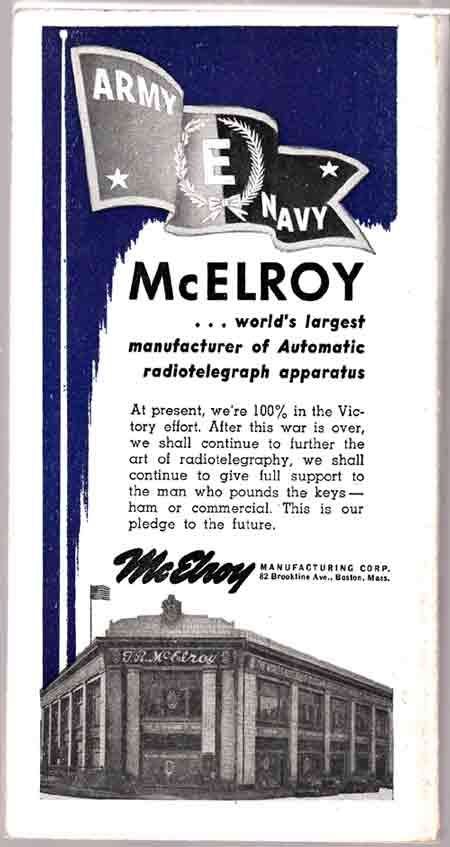 ARMY
E
NAVY
McELROY
... world's largest
manufacturer of Automatic
radiotelegraph apparatus
At present, we're 100% in the Vic-
tory effort. After this war is over,
we shall continue to further the
art of radiotelegraphy, we shall
continue to give full support to
the man who pounds the keys—
ham or commercial. This is our
pledge to the future.
McElroy MANUFACTURING CORP.
82 Brookline Ave., Boston, Mass.
T.R. McElroy